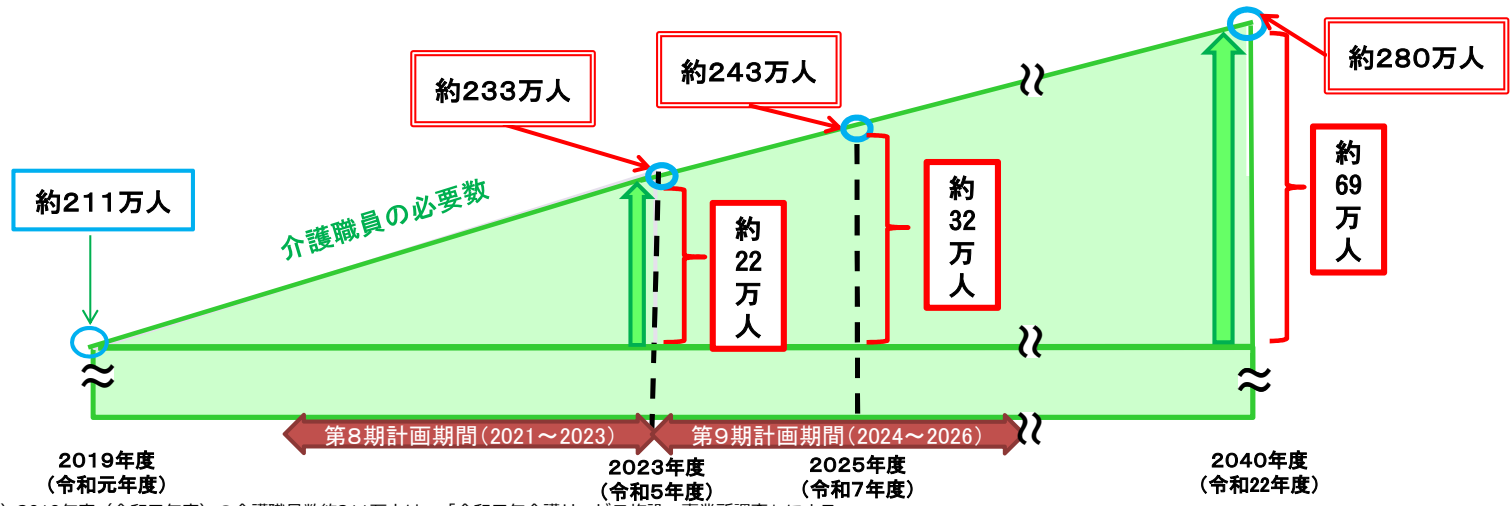 約280万人
約243万人
約233万人
約211万人
介護職員の必要数
約
69
万
人
約
32
万
人
約
22
万
人
第8期計画期間(2021～2023)
第9期計画期間(2024～2026)
2019年度
(令和元年度)
2023年度
(令和5年度)
2025年度
(令和7年度)
2040年度
(令和22年度)